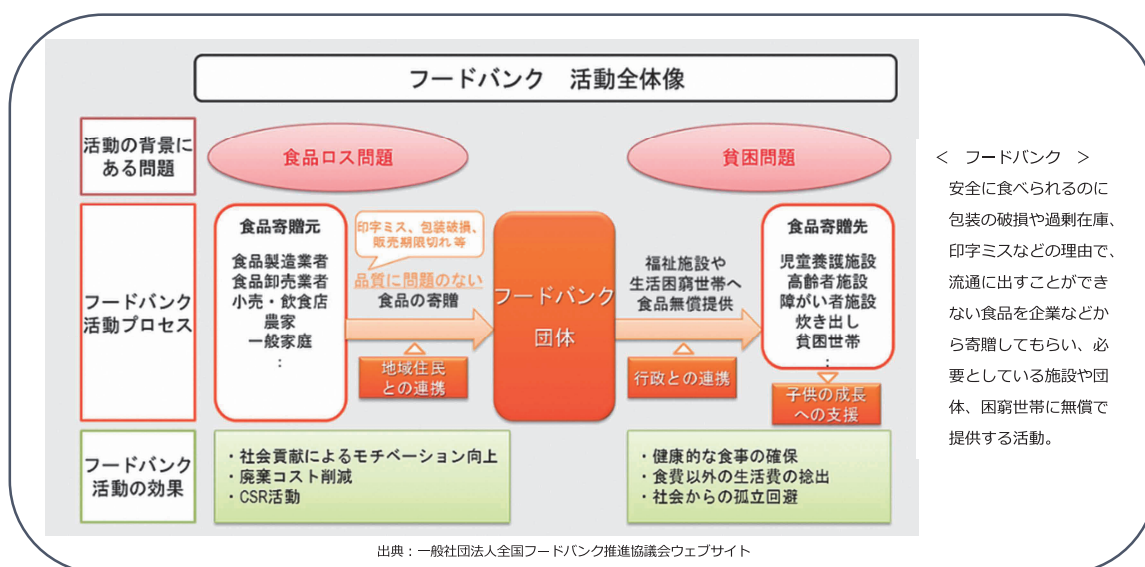 フードバンク　活動全体像
活動の背景に
ある問題
食品ロス問題
貧困問題
フードバンク
活動プロセス
食品寄贈元
食品製造業者
食品卸売業者
小売・飲食店
農家
一般家庭
：
印字ミス、包装破損、
販売期限切れ 等
品質に問題のない
食品の寄贈
地域住民
との連携
フードバンク
団体
福祉施設や
生活困窮世帯へ
食品無償提供
行政との連携
食品寄贈先
児童養護施設
高齢者施設
障がい者施設
炊き出し
貧困世帯
：
子供の成長
への支援
フードバンク
活動の効果
・社会貢献によるモチベーション向上
・廃棄コスト削減
・CSR活動
・健康的な食事の確保
・食費以外の生活費の捻出
・社会からの孤立回避
＜　フードバンク　＞
安全に食べられるのに
包装の破損や過剰在庫、
印字ミスなどの理由で、
流通に出すことができ
ない食品を企業などか
ら寄贈してもらい、必
要としている施設や団
体、困窮世帯に無償で
提供する活動。
出典：一般社団法人全国フードバンク推進協議会ウェブサイト